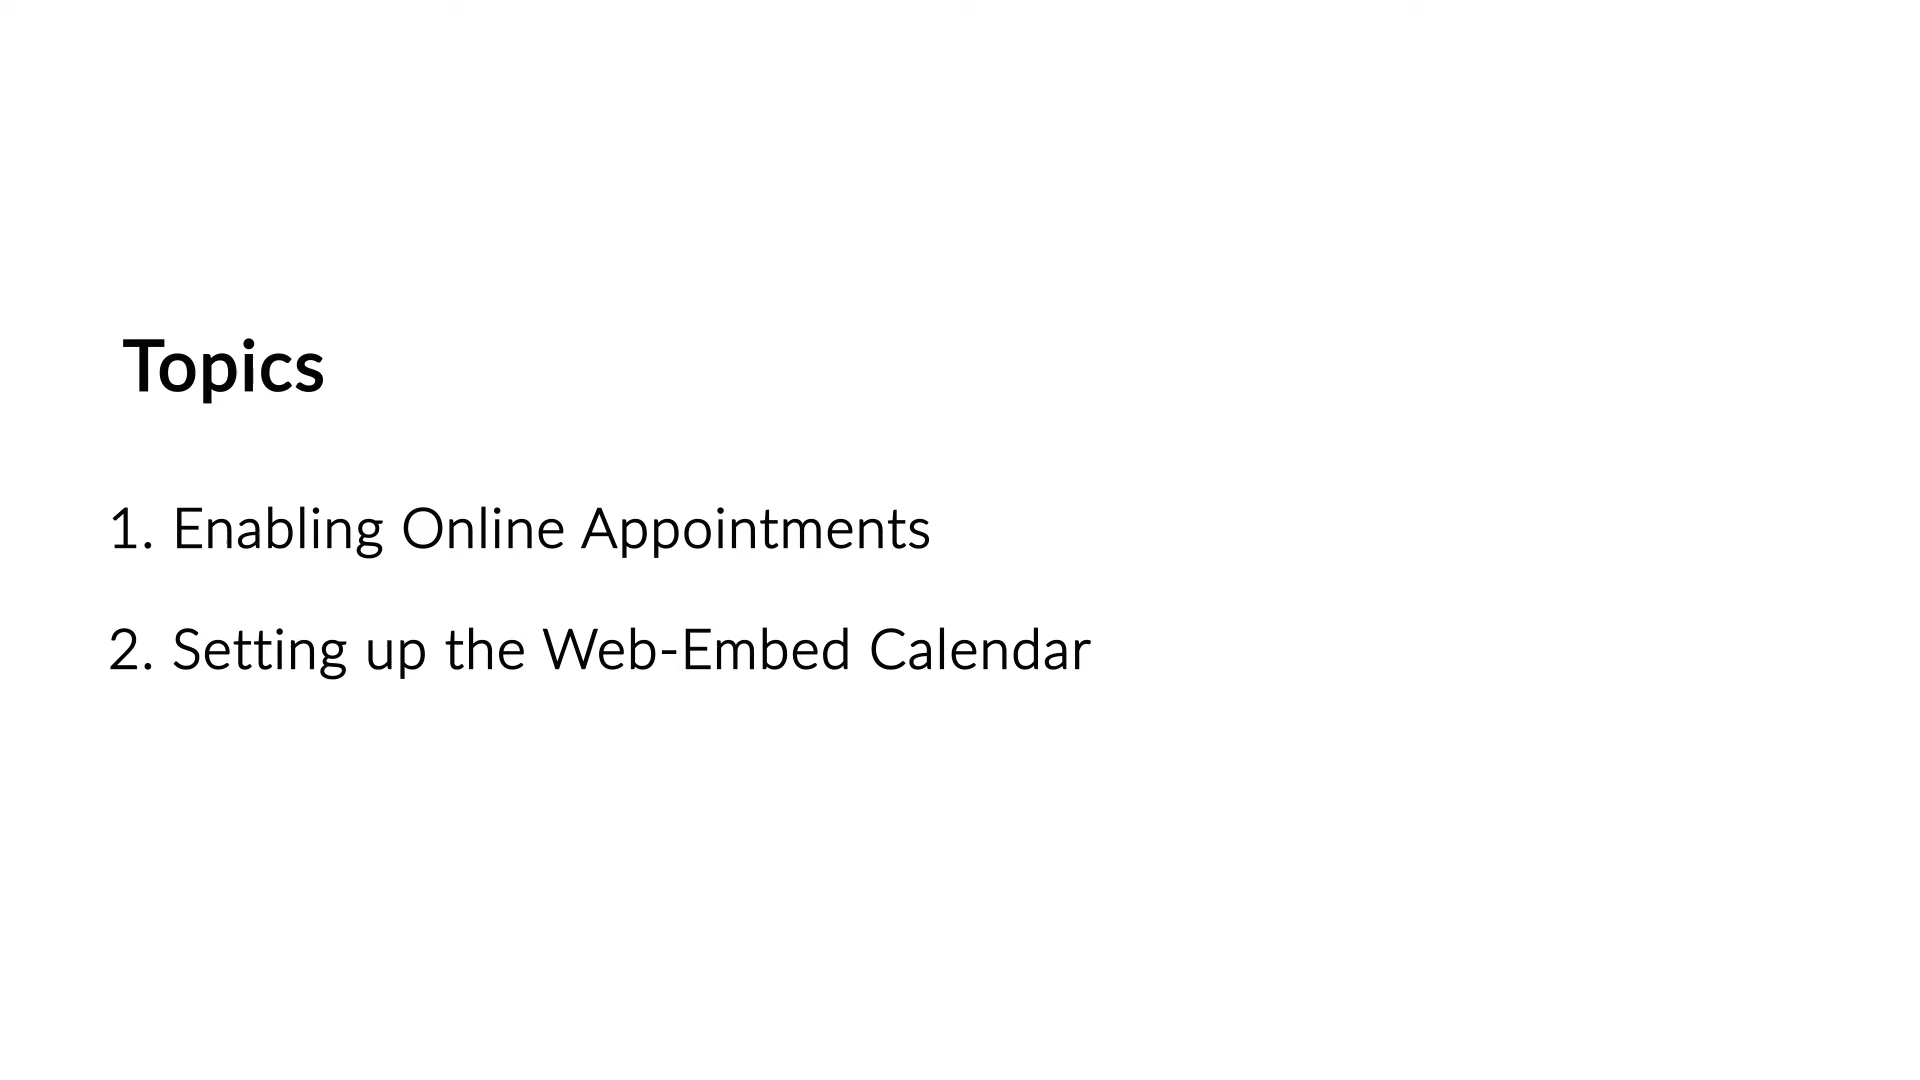 Topics
1. Enabling Online Appointments
2. Setting up the Web-Embed Calendar